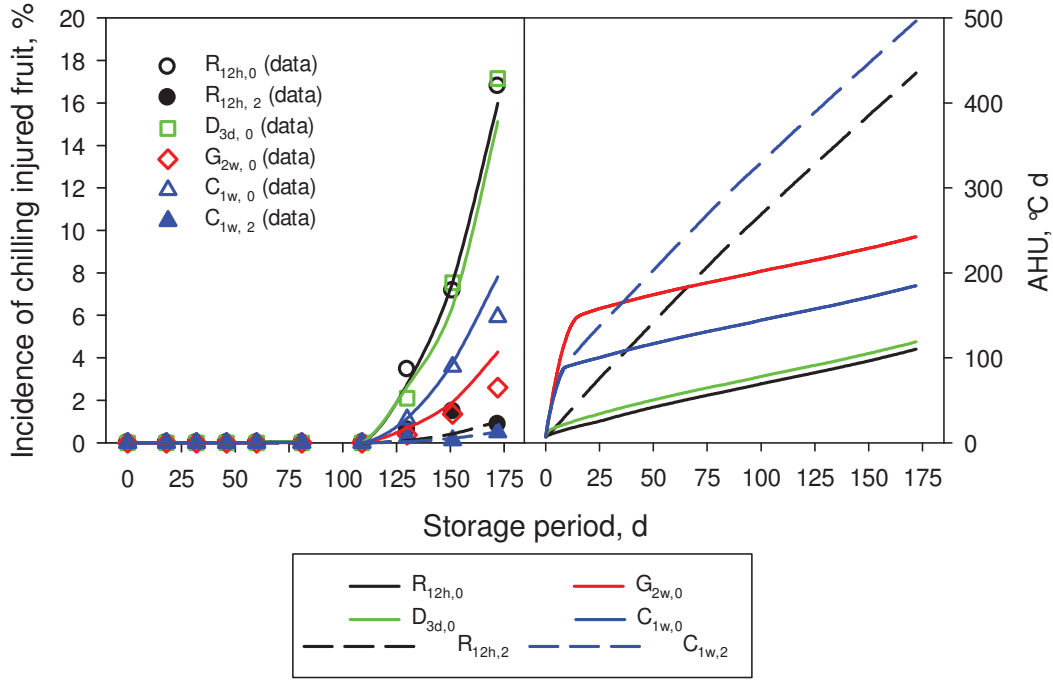 Incidence of chilling injured fruit, %
20
18
16
14
12
10
8
6
4
2
0
R12h,0 (data)
R12h, 2 (data)
D3d, 0 (data)
G2w, 0 (data)
C1w, 0 (data)
C1w, 2 (data)
0 25 50 75 100 125 150 175
0 25 50 75 100 125 150 175
500
400
300
200
100
0
AHU, °C d
Storage period, d
R12h,0 G2w,0
D3d,0 C1w,0
R12h,2 C1w,2